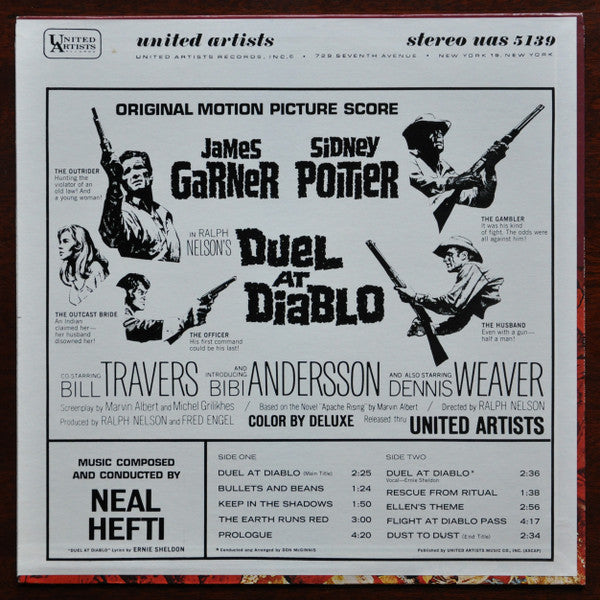 UNITED
ARTISTS
RECORDS
united artists
stereo uas 5139
UNITED ARTISTS RECORDS, INC.® • 729 SEVENTH AVENUE • NEW YORK 19, NEW YORK
ORIGINAL MOTION PICTURE SCORE
JAMES
GARNER
SIDNEY
POITIER
THE OUTRIDER
Hunting the
violator of an
old law! And
a young woman!
THE GAMBLER
It was his kind
of fight. The odds were
all against him!
IN RALPH
NELSON'S
DUEL
AT
DIABLO
THE OUTCAST BRIDE
An Indian
claimed her—
her husband
disowned her!
THE OFFICER
His first command
could be his last!
THE HUSBAND
Even with a gun—
half a man!
CO-STARRING
BILL TRAVERS
AND
INTRODUCING
BIBI ANDERSSON
AND ALSO STARRING
DENNIS WEAVER
Screenplay by Marvin Albert and Michel Grilikhes / Based on the Novel "Apache Rising" by Marvin Albert / Directed by RALPH NELSON
Produced by RALPH NELSON and FRED ENGEL COLOR BY DELUXE Released thru UNITED ARTISTS
MUSIC COMPOSED
AND CONDUCTED BY
NEAL
HEFTI
"DUEL AT DIABLO" Lyrics by ERNIE SHELDON
SIDE ONE
DUEL AT DIABLO (Main Title) 2:25
BULLETS AND BEANS 1:24
KEEP IN THE SHADOWS 1:50
THE EARTH RUNS RED 3:00
PROLOGUE 4:20
* Conducted and Arranged by DON McGINNIS
SIDE TWO
DUEL AT DIABLO* 2:36
Vocal—Ernie Sheldon
RESCUE FROM RITUAL 1:38
ELLEN'S THEME 2:56
FLIGHT AT DIABLO PASS 4:17
DUST TO DUST (End Title) 2:34
Published by UNITED ARTISTS MUSIC CO., INC. (ASCAP)